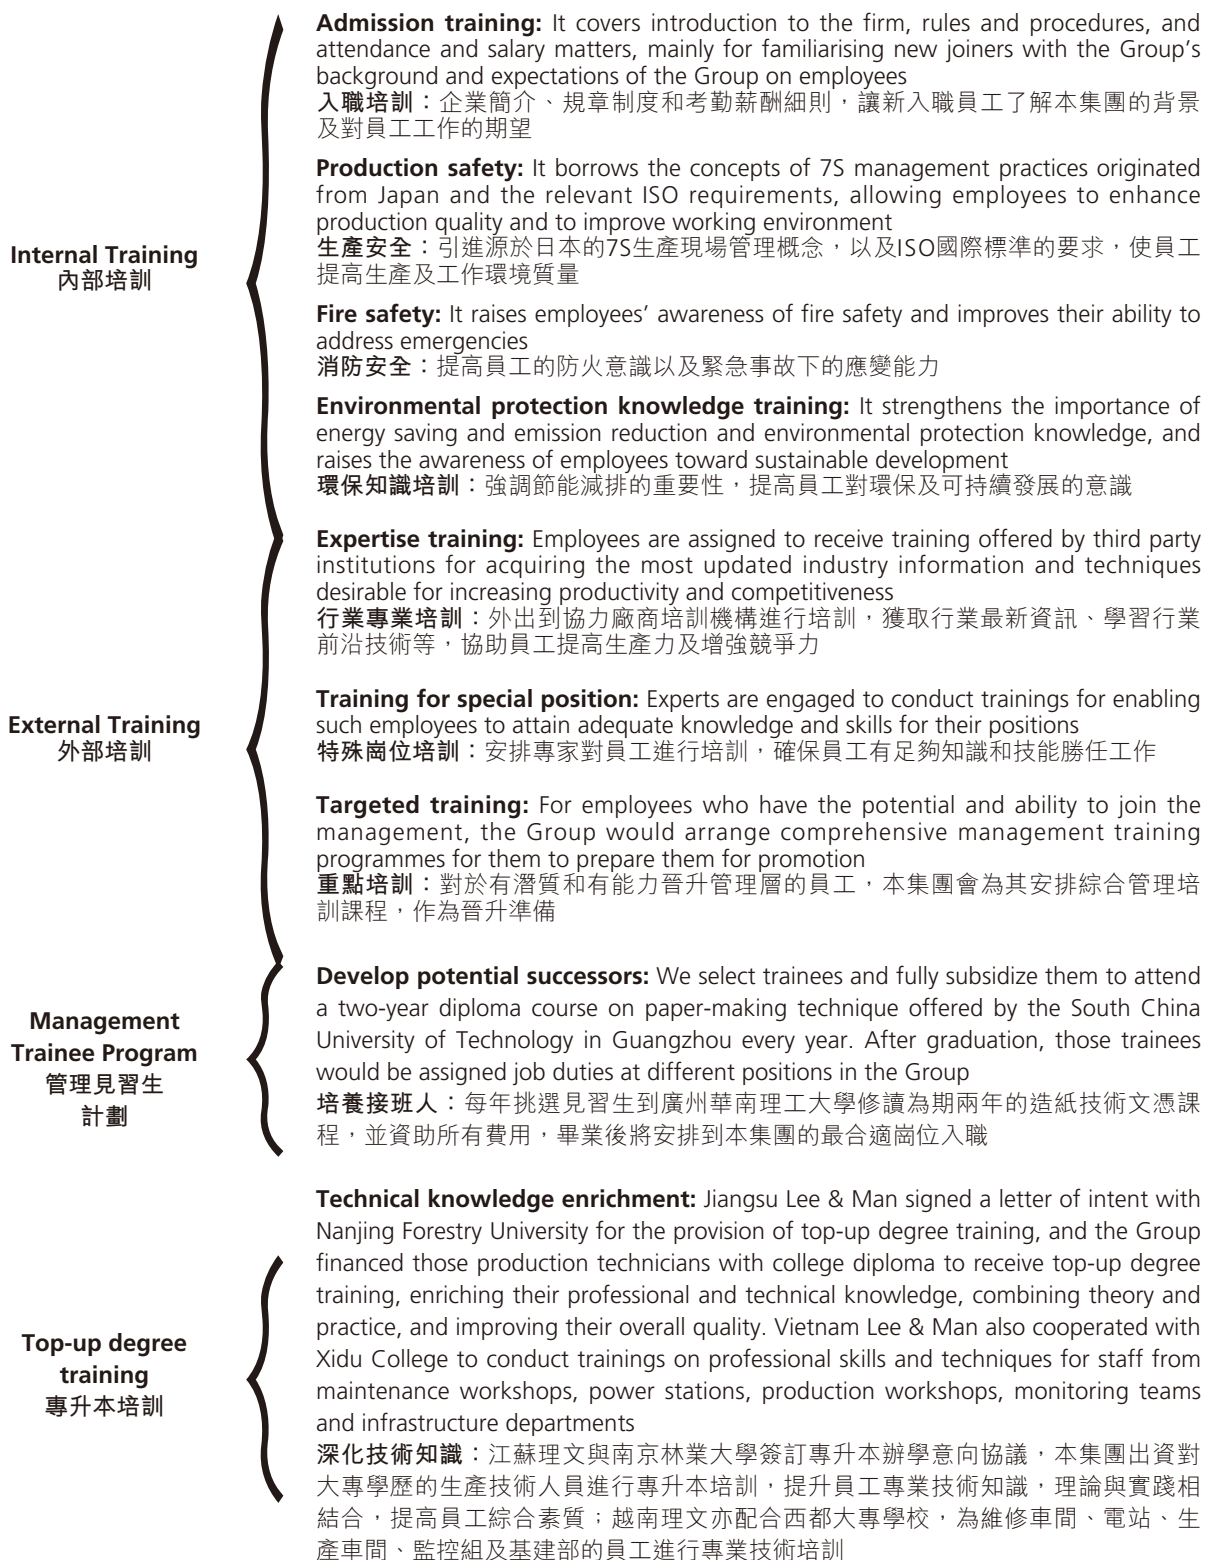 Internal Training
內部培訓
Admission training: It covers introduction to the firm, rules and procedures, and
attendance and salary matters, mainly for familiarising new joiners with the Group's
background and expectations of the Group on employees
入職培訓：企業簡介、規章制度和考勤薪酬細則，讓新入職員工了解本集團的背景
及對員工工作的期望
Production safety: It borrows the concepts of 7S management practices originated
from Japan and the relevant ISO requirements, allowing employees to enhance
production quality and to improve working environment
生產安全：引進源於日本的7S生產現場管理概念，以及ISO國際標準的要求，使員工
提高生產及工作環境質量
Fire safety: It raises employees' awareness of fire safety and improves their ability to
address emergencies
消防安全：提高員工的防火意識以及緊急事故下的應變能力
Environmental protection knowledge training: It strengthens the importance of
energy saving and emission reduction and environmental protection knowledge, and
raises the awareness of employees toward sustainable development
環保知識培訓：強調節能減排的重要性，提高員工對環保及可持續發展的意識
External Training
外部培訓
Expertise training: Employees are assigned to receive training offered by third party
institutions for acquiring the most updated industry information and techniques
desirable for increasing productivity and competitiveness
行業專業培訓：外出到協力廠商培訓機構進行培訓，獲取行業最新資訊、學習行業
前沿技術等，協助員工提高生產力及增強競爭力
Training for special position: Experts are engaged to conduct trainings for enabling
such employees to attain adequate knowledge and skills for their positions
特殊崗位培訓：安排專家對員工進行培訓，確保員工有足夠知識和技能勝任工作
Targeted training: For employees who have the potential and ability to join the
management, the Group would arrange comprehensive management training
programmes for them to prepare them for promotion
重點培訓：對於有潛質和有能力晉升管理層的員工，本集團會為其安排綜合管理培
訓課程，作為晉升準備
Management
Trainee Program
管理見習生
計劃
Develop potential successors: We select trainees and fully subsidize them to attend
a two-year diploma course on paper-making technique offered by the South China
University of Technology in Guangzhou every year. After graduation, those trainees
would be assigned job duties at different positions in the Group
培養接班人：每年挑選見習生到廣州華南理工大學修讀為期兩年的造紙技術文憑課
程，並資助所有費用，畢業後將安排到本集團的最合適崗位入職
Top-up degree
training
專升本培訓
Technical knowledge enrichment: Jiangsu Lee & Man signed a letter of intent with
Nanjing Forestry University for the provision of top-up degree training, and the Group
financed those production technicians with college diploma to receive top-up degree
training, enriching their professional and technical knowledge, combining theory and
practice, and improving their overall quality. Vietnam Lee & Man also cooperated with
Xidu College to conduct trainings on professional skills and techniques for staff from
maintenance workshops, power stations, production workshops, monitoring teams
and infrastructure departments
深化技術知識：江蘇理文與南京林業大學簽訂專升本辦學意向協議，本集團出資對
大專學歷的生產技術人員進行專升本培訓，提升員工專業技術知識，理論與實踐相
結合，提高員工綜合素質；越南理文亦配合西都大專學校，為維修車間、電站、生
產車間、監控組及基建部的員工進行專業技術培訓